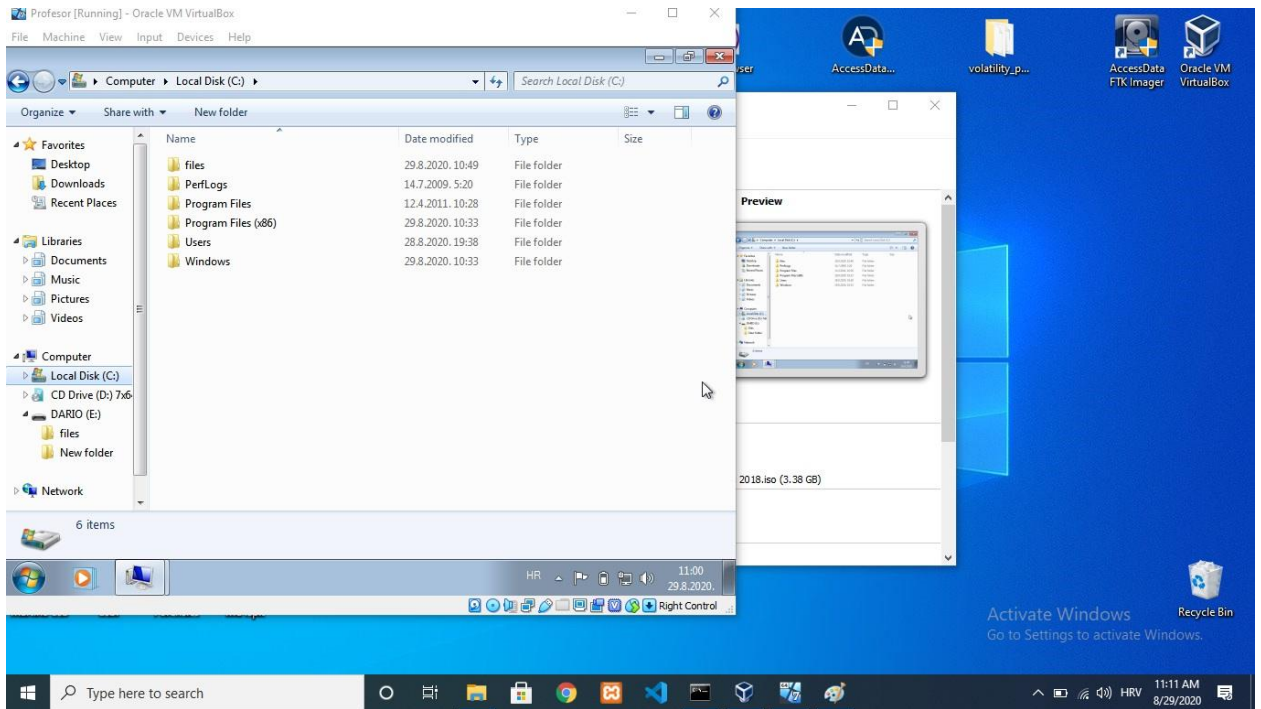 Profesor [Running] - Oracle VM VirtualBox
File Machine View Input Devices Help
Computer Local Disk (C:)
Search Local Disk (C:)
Organize Share with New folder
Name Date modified Type Size
Favorites
Desktop
Downloads
Recent Places
Libraries
Documents
Music
Pictures
Videos
Computer
Local Disk (C:)
CD Drive (D:) 7x6
DARIO (E:)
files
New folder
Network
files 29.8.2020. 10:49 File folder
PerfLogs 14.7.2009. 5:20 File folder
Program Files 12.4.2011. 10:28 File folder
Program Files (x86) 29.8.2020. 10:33 File folder
Users 28.8.2020. 19:38 File folder
Windows 29.8.2020. 10:33 File folder
6 items
HR
11:00
29.8.2020.
Right Control
Preview
2018.iso (3.38 GB)
AccessData...
volatility_p...
AccessData
FTK Imager
Oracle VM
VirtualBox
Recycle Bin
Activate Windows
Go to Settings to activate Windows.
Type here to search
HRV
11:11 AM
8/29/2020